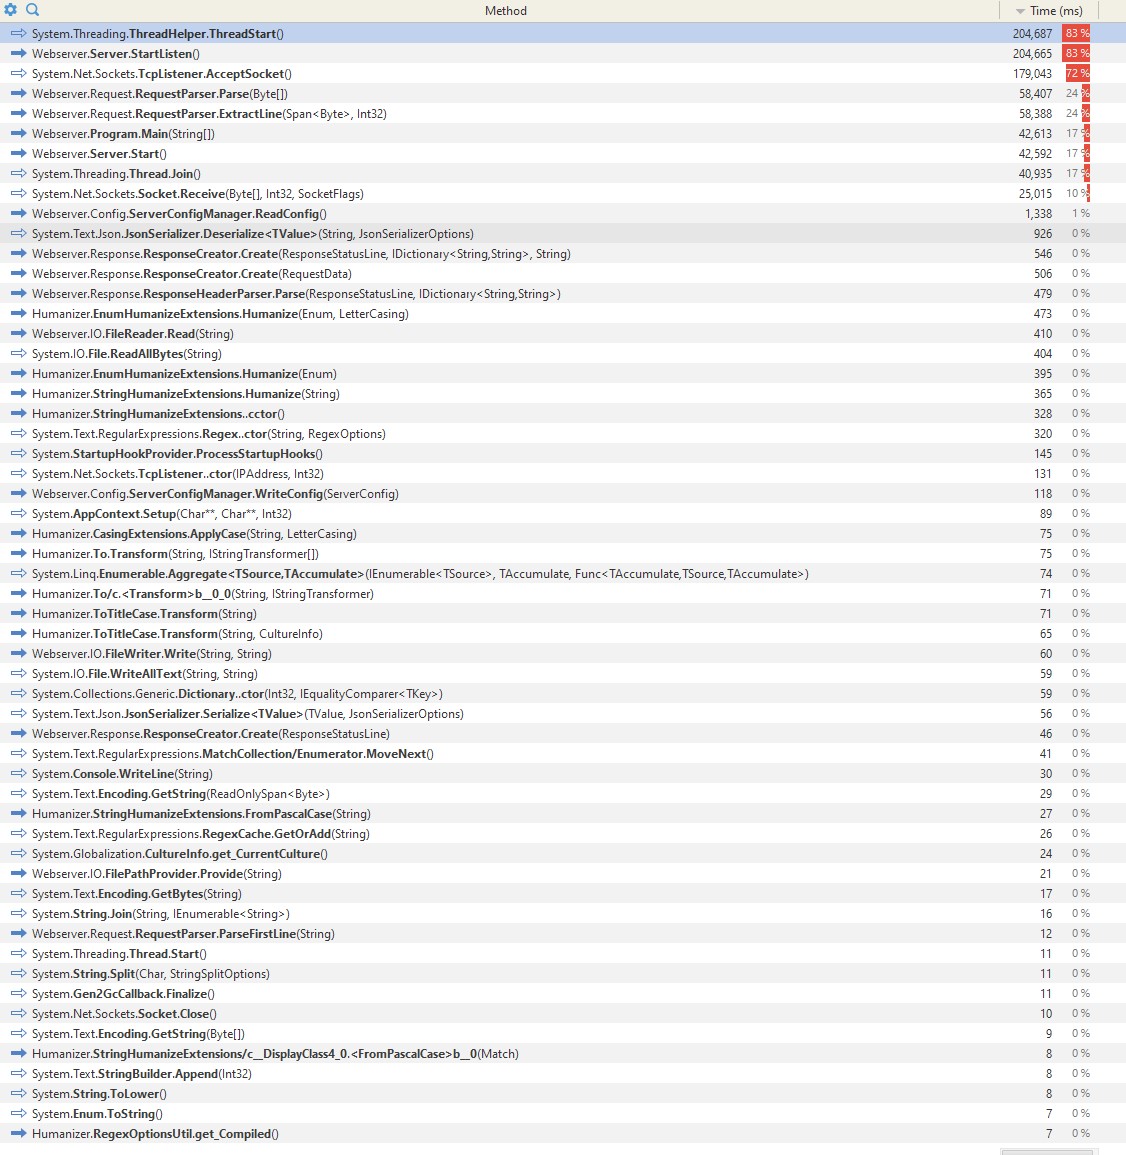 Method Time (ms)
System.Threading.ThreadHelper.ThreadStart() 204,687 83 %
Webserver.Server.StartListen() 204,665 83 %
System.Net.Sockets.TcpListener.AcceptSocket() 179,043 72 %
Webserver.Request.RequestParser.Parse(Byte[]) 58,407 24 %
Webserver.Request.RequestParser.ExtractLine(Span<Byte>, Int32) 58,388 24 %
Webserver.Program.Main(String[]) 42,613 17 %
Webserver.Server.Start() 42,592 17 %
System.Threading.Thread.Join() 40,935 17 %
System.Net.Sockets.Socket.Receive(Byte[], Int32, SocketFlags) 25,015 10 %
Webserver.Config.ServerConfigManager.ReadConfig() 1,338 1 %
System.Text.Json.JsonSerializer.Deserialize<TValue>(String, JsonSerializerOptions) 926 0 %
Webserver.Response.ResponseCreator.Create(ResponseStatusLine, IDictionary<String,String>, String) 546 0 %
Webserver.Response.ResponseCreator.Create(RequestData) 506 0 %
Webserver.Response.ResponseHeaderParser.Parse(ResponseStatusLine, IDictionary<String,String>) 479 0 %
Humanizer.EnumHumanizeExtensions.Humanize(Enum, LetterCasing) 473 0 %
Webserver.IO.FileReader.Read(String) 410 0 %
System.IO.File.ReadAllBytes(String) 404 0 %
Humanizer.EnumHumanizeExtensions.Humanize(Enum) 395 0 %
Humanizer.StringHumanizeExtensions.Humanize(String) 365 0 %
Humanizer.StringHumanizeExtensions..cctor() 328 0 %
System.Text.RegularExpressions.Regex..ctor(String, RegexOptions) 320 0 %
System.StartupHookProvider.ProcessStartupHooks() 145 0 %
System.Net.Sockets.TcpListener..ctor(IPAddress, Int32) 131 0 %
Webserver.Config.ServerConfigManager.WriteConfig(ServerConfig) 118 0 %
System.AppContext.Setup(Char**, Char**, Int32) 89 0 %
Humanizer.CasingExtensions.ApplyCase(String, LetterCasing) 75 0 %
Humanizer.To.Transform(String, IStringTransformer[]) 75 0 %
System.Linq.Enumerable.Aggregate<TSource,TAccumulate>(IEnumerable<TSource>, TAccumulate, Func<TAccumulate,TSource,TAccumulate>) 74 0 %
Humanizer.To/c.<Transform>b__0_0(String, IStringTransformer) 71 0 %
Humanizer.ToTitleCase.Transform(String) 71 0 %
Humanizer.ToTitleCase.Transform(String, CultureInfo) 65 0 %
Webserver.IO.FileWriter.Write(String, String) 60 0 %
System.IO.File.WriteAllText(String, String) 59 0 %
System.Collections.Generic.Dictionary..ctor(Int32, IEqualityComparer<TKey>) 59 0 %
System.Text.Json.JsonSerializer.Serialize<TValue>(TValue, JsonSerializerOptions) 56 0 %
Webserver.Response.ResponseCreator.Create(ResponseStatusLine) 46 0 %
System.Text.RegularExpressions.MatchCollection/Enumerator.MoveNext() 41 0 %
System.Console.WriteLine(String) 30 0 %
System.Text.Encoding.GetString(ReadOnlySpan<Byte>) 29 0 %
Humanizer.StringHumanizeExtensions.FromPascalCase(String) 27 0 %
System.Text.RegularExpressions.RegexCache.GetOrAdd(String) 26 0 %
System.Globalization.CultureInfo.get_CurrentCulture() 24 0 %
Webserver.IO.FilePathProvider.Provide(String) 21 0 %
System.Text.Encoding.GetBytes(String) 17 0 %
System.String.Join(String, IEnumerable<String>) 16 0 %
Webserver.Request.RequestParser.ParseFirstLine(String) 12 0 %
System.Threading.Thread.Start() 11 0 %
System.String.Split(Char, StringSplitOptions) 11 0 %
System.Gen2GcCallback.Finalize() 11 0 %
System.Net.Sockets.Socket.Close() 10 0 %
System.Text.Encoding.GetString(Byte[]) 9 0 %
Humanizer.StringHumanizeExtensions/c__DisplayClass4_0.<FromPascalCase>b__0(Match) 8 0 %
System.Text.StringBuilder.Append(Int32) 8 0 %
System.String.ToLower() 8 0 %
System.Enum.ToString() 7 0 %
Humanizer.RegexOptionsUtil.get_Compiled() 7 0 %